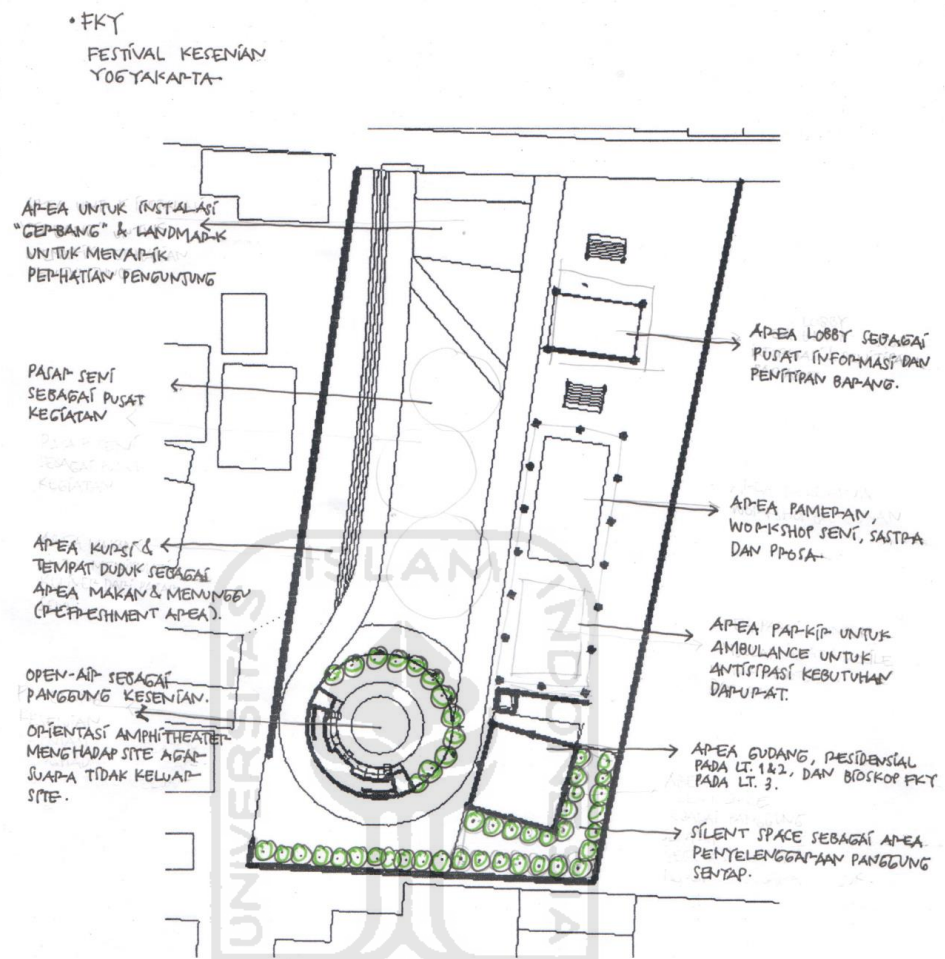 • FKY
FESTIVAL KESENIAN
YOGYAKARTA
AREA UNTUK INSTALASI
"GERBANG" & LANDMARK
UNTUK MENARIK
PERHATIAN PENGUNJUNG
PASAR SENI
SEBAGAI PUSAT
KEGIATAN
AREA KURSI &
TEMPAT DUDUK SEBAGAI
AREA MAKAN & MENUNGGU
(REFRESHMENT AREA).
OPEN-AIR SEBAGAI
PANGGUNG KESENIAN.
ORIENTASI AMPHITHEATER
MENGHADAP SITE AGAR
SUARA TIDAK KELUAR
SITE.
AREA LOBBY SEBAGAI
PUSAT INFORMASI DAN
PENITIPAN BARANG.
AREA PAMERAN,
WORKSHOP SENI, SASTRA
DAN PROSA
AREA PARKIR UNTUK
AMBULANCE UNTUK
ANTISIPASI KEBUTUHAN
DARURAT.
AREA GUDANG, RESIDENSIAL
PADA LT. 1&2, DAN BIOSKOP FKY
PADA LT. 3.
SILENT SPACE SEBAGAI AREA
PENYELENGGARAAN PANGGUNG
SENTAP.
UNIVERSITAS
ISLAM
INDONESIA